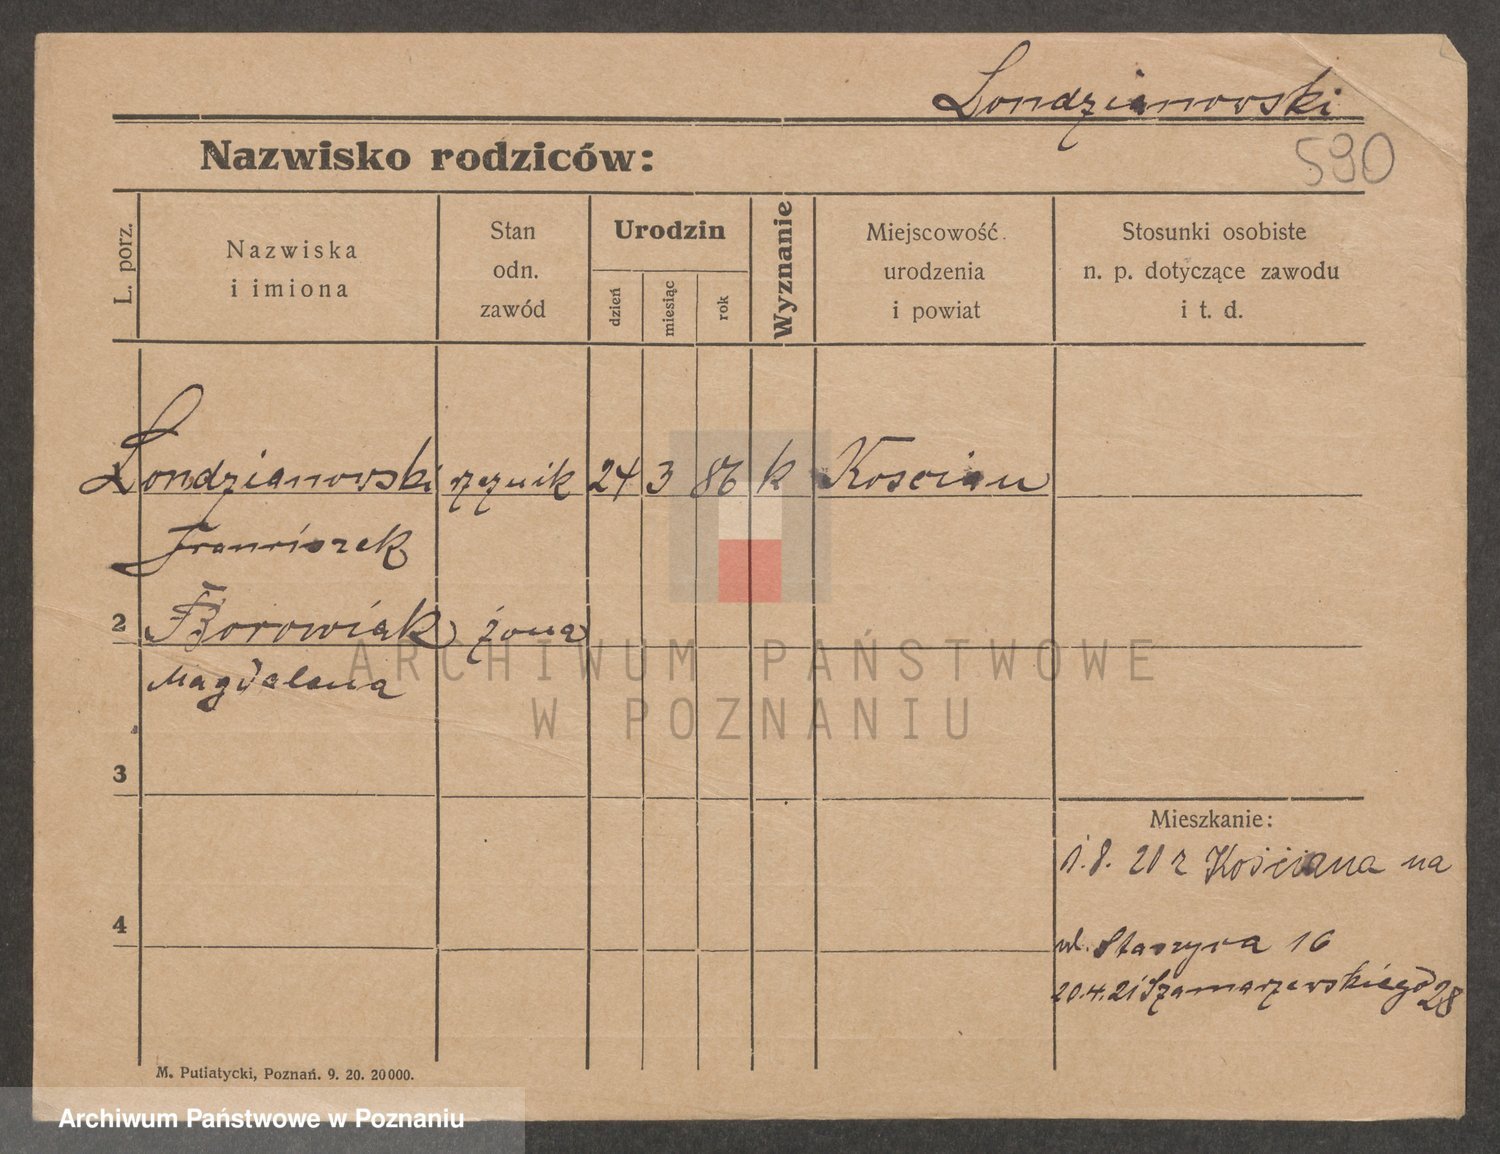 Londzianowski
Nazwisko rodziców:
590
L. porz.
Nazwiska
i imiona
Stan
odn.
zawód
Urodzin
dzień
miesiąc
rok
Wyznanie
Miejscowość
urodzenia
i powiat
Stosunki osobiste
n. p. dotyczące zawodu
i t. d.
Londzianowski rzeznik 24 3 86 k Koscian
Franciszek
2 Borowiak żona
Magdalena
ARCHIWUM PAŃSTWOWE
W POZNANIU
3
Mieszkanie:
1.8.20 z Kościana na
4
ul. Staszyca 16
20.4.21 Szamarzewskiego 28
M. Putiatycki, Poznań. 9. 20. 20000.
Archiwum Państwowe w Poznaniu